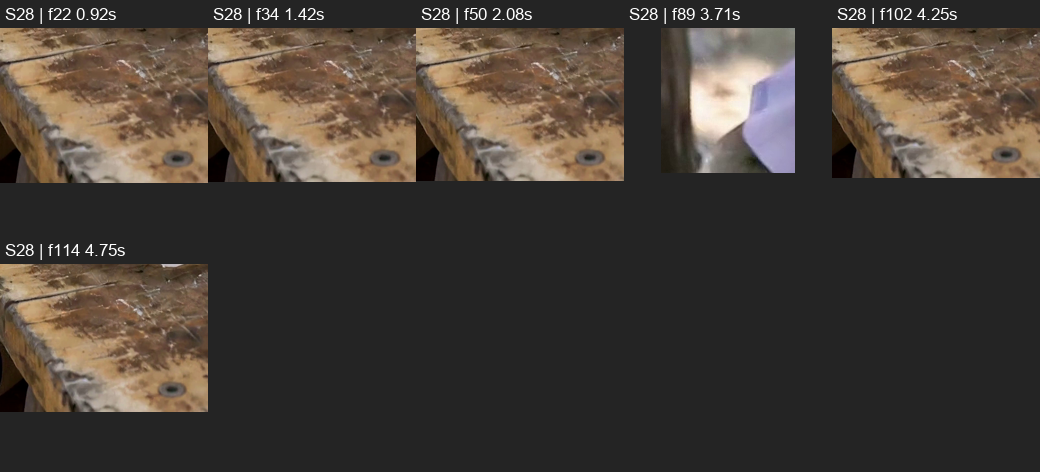 S28 | f22 0.92s
S28 | f34 1.42s
S28 | f50 2.08s
S28 | f89 3.71s
S28 | f102 4.25s
S28 | f114 4.75s